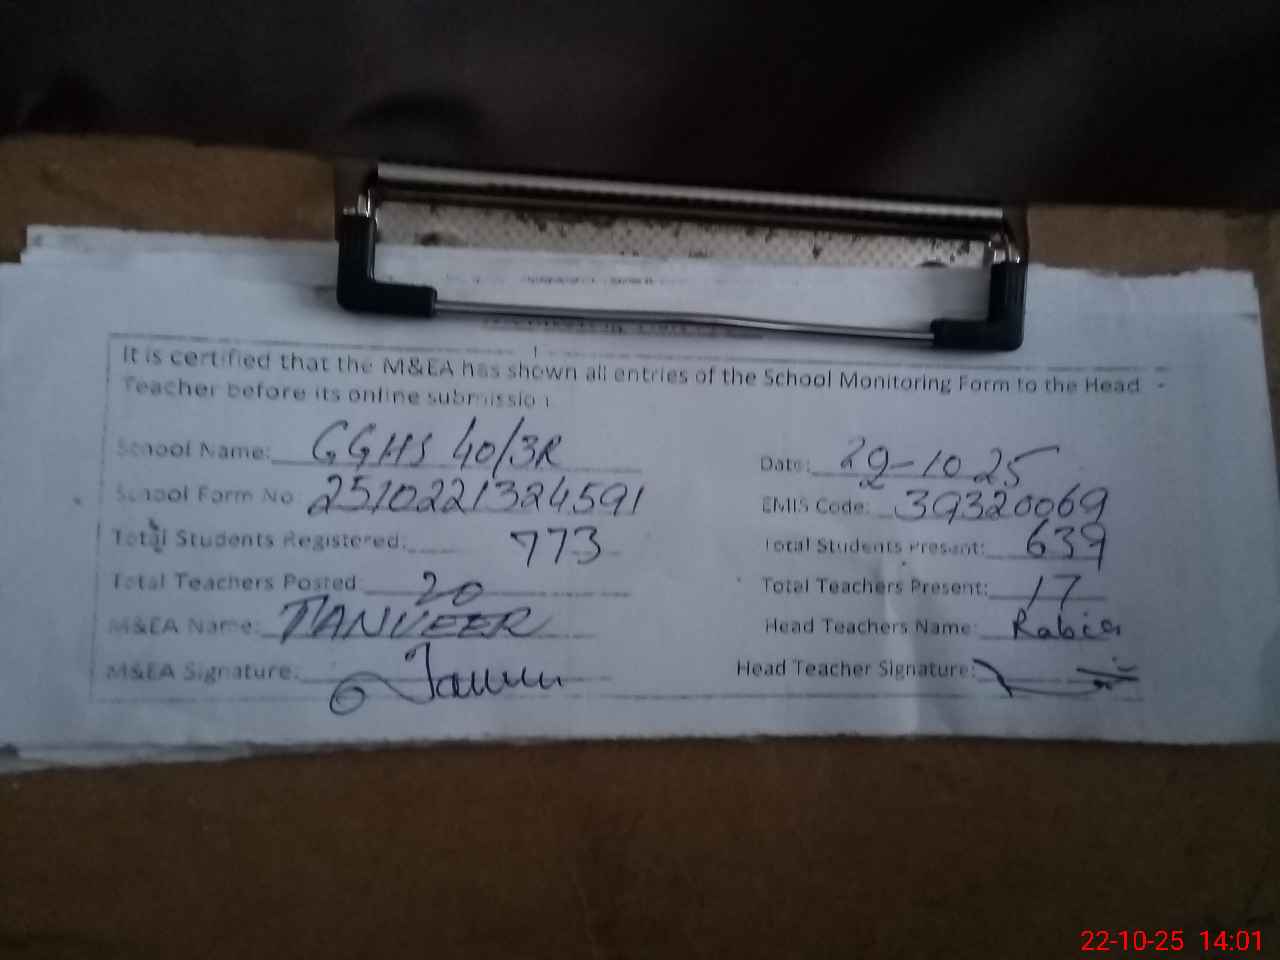 It is certified that the M&EA has shown all entries of the School Monitoring Form to the Head
Teacher before its online submission
School Name: GGHS 40/3R Date: 22-10 25
School Form No: 2510221324591 EMIS Code: 39320069
Total Students Registered: 773 Total Students Present: 639
Total Teachers Posted: 20 Total Teachers Present: 17
M&EA Name: TANVEER Head Teachers Name: Rabia
M&EA Signature: Head Teacher Signature:
22-10-25 14:01